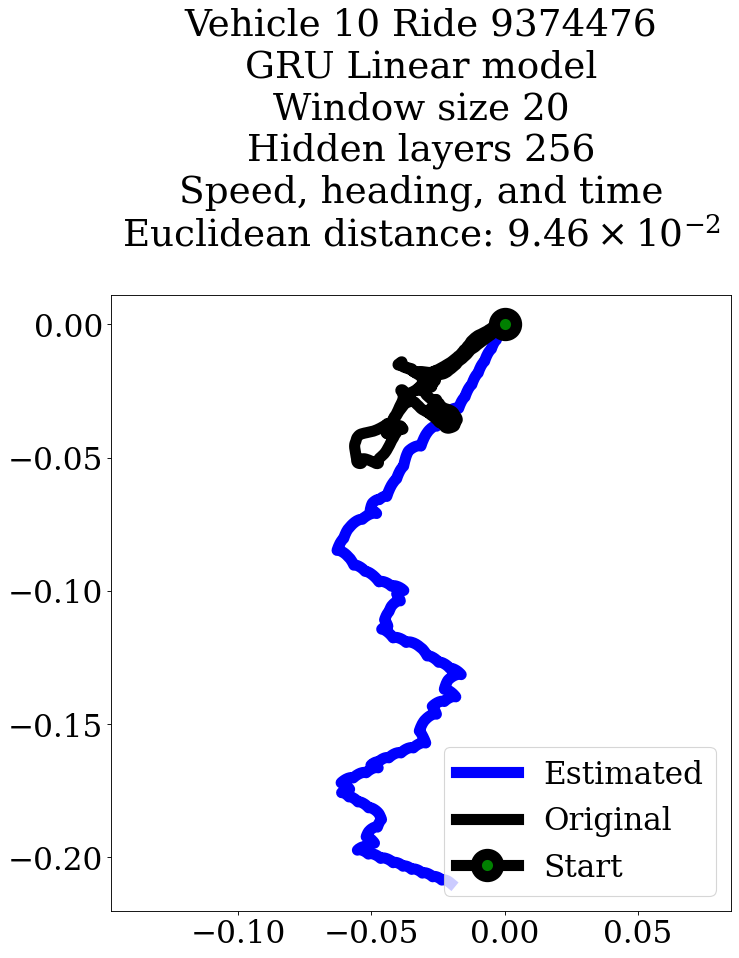 Vehicle 10 Ride 9374476
GRU Linear model
Window size 20
Hidden layers 256
Speed, heading, and time
Euclidean distance: 9.46 × 10⁻²
0.00
−0.05
−0.10
−0.15
−0.20
Estimated
Original
Start
−0.10 −0.05 0.00 0.05